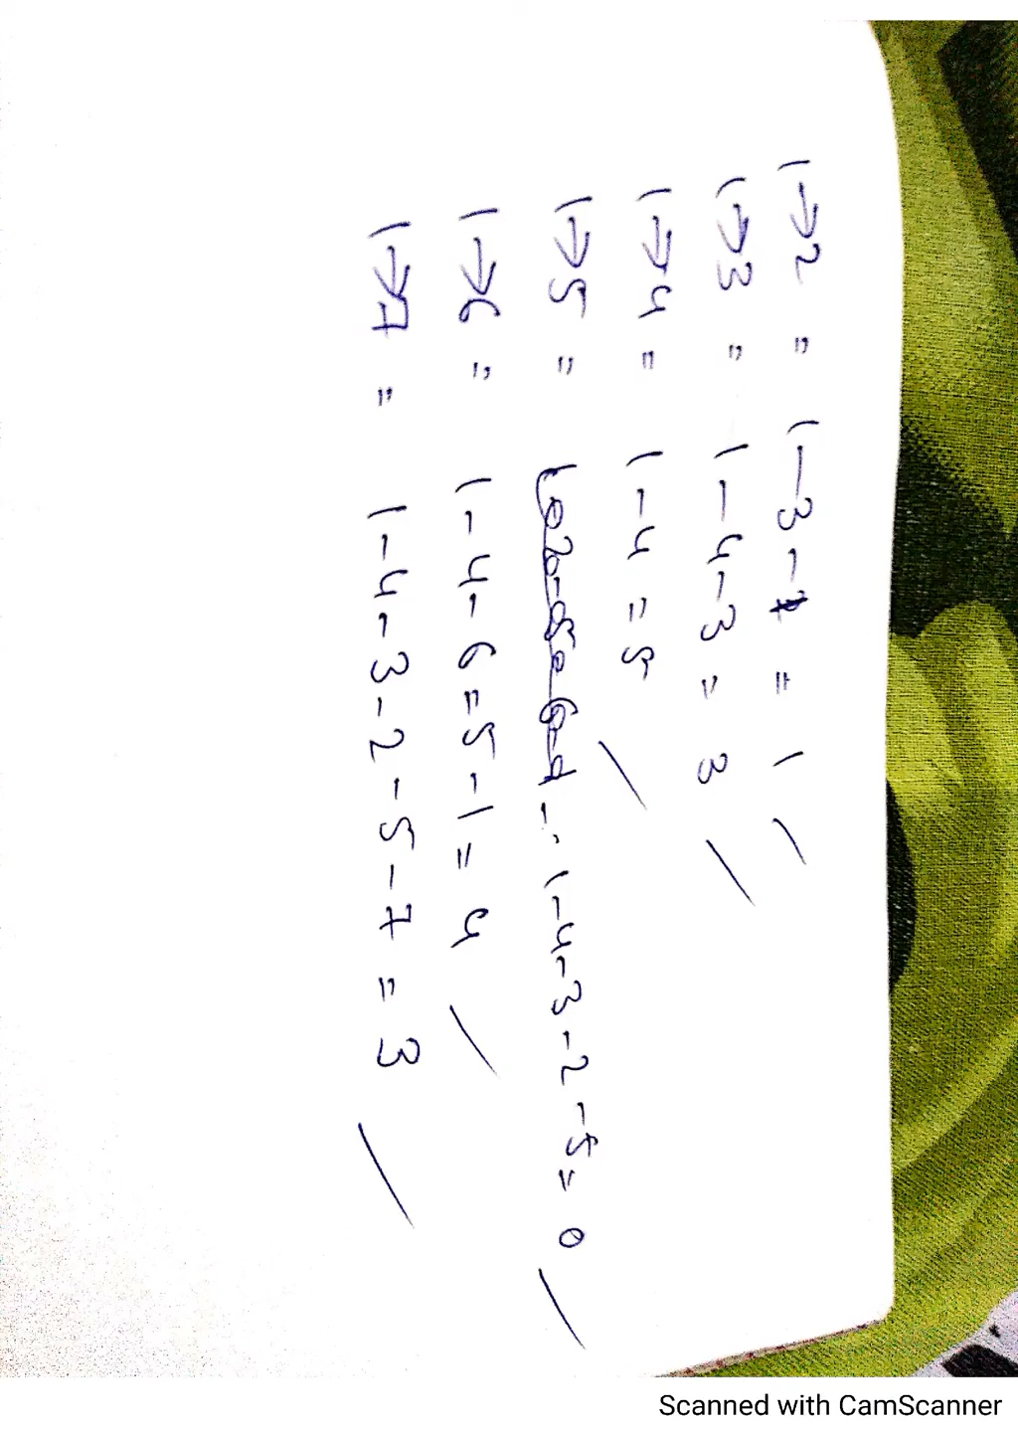 1→2 = 1-3-1 = 1 /
1→3 = 1-4-3 = 3 /
1→4 = 1-4 = 5 /
1→5 = 1-4-3-2-5= 0 /
1→6 = 1-4-6=5-1=4 /
1→7 = 1-4-3-2-5-7 = 3 /
Scanned with CamScanner